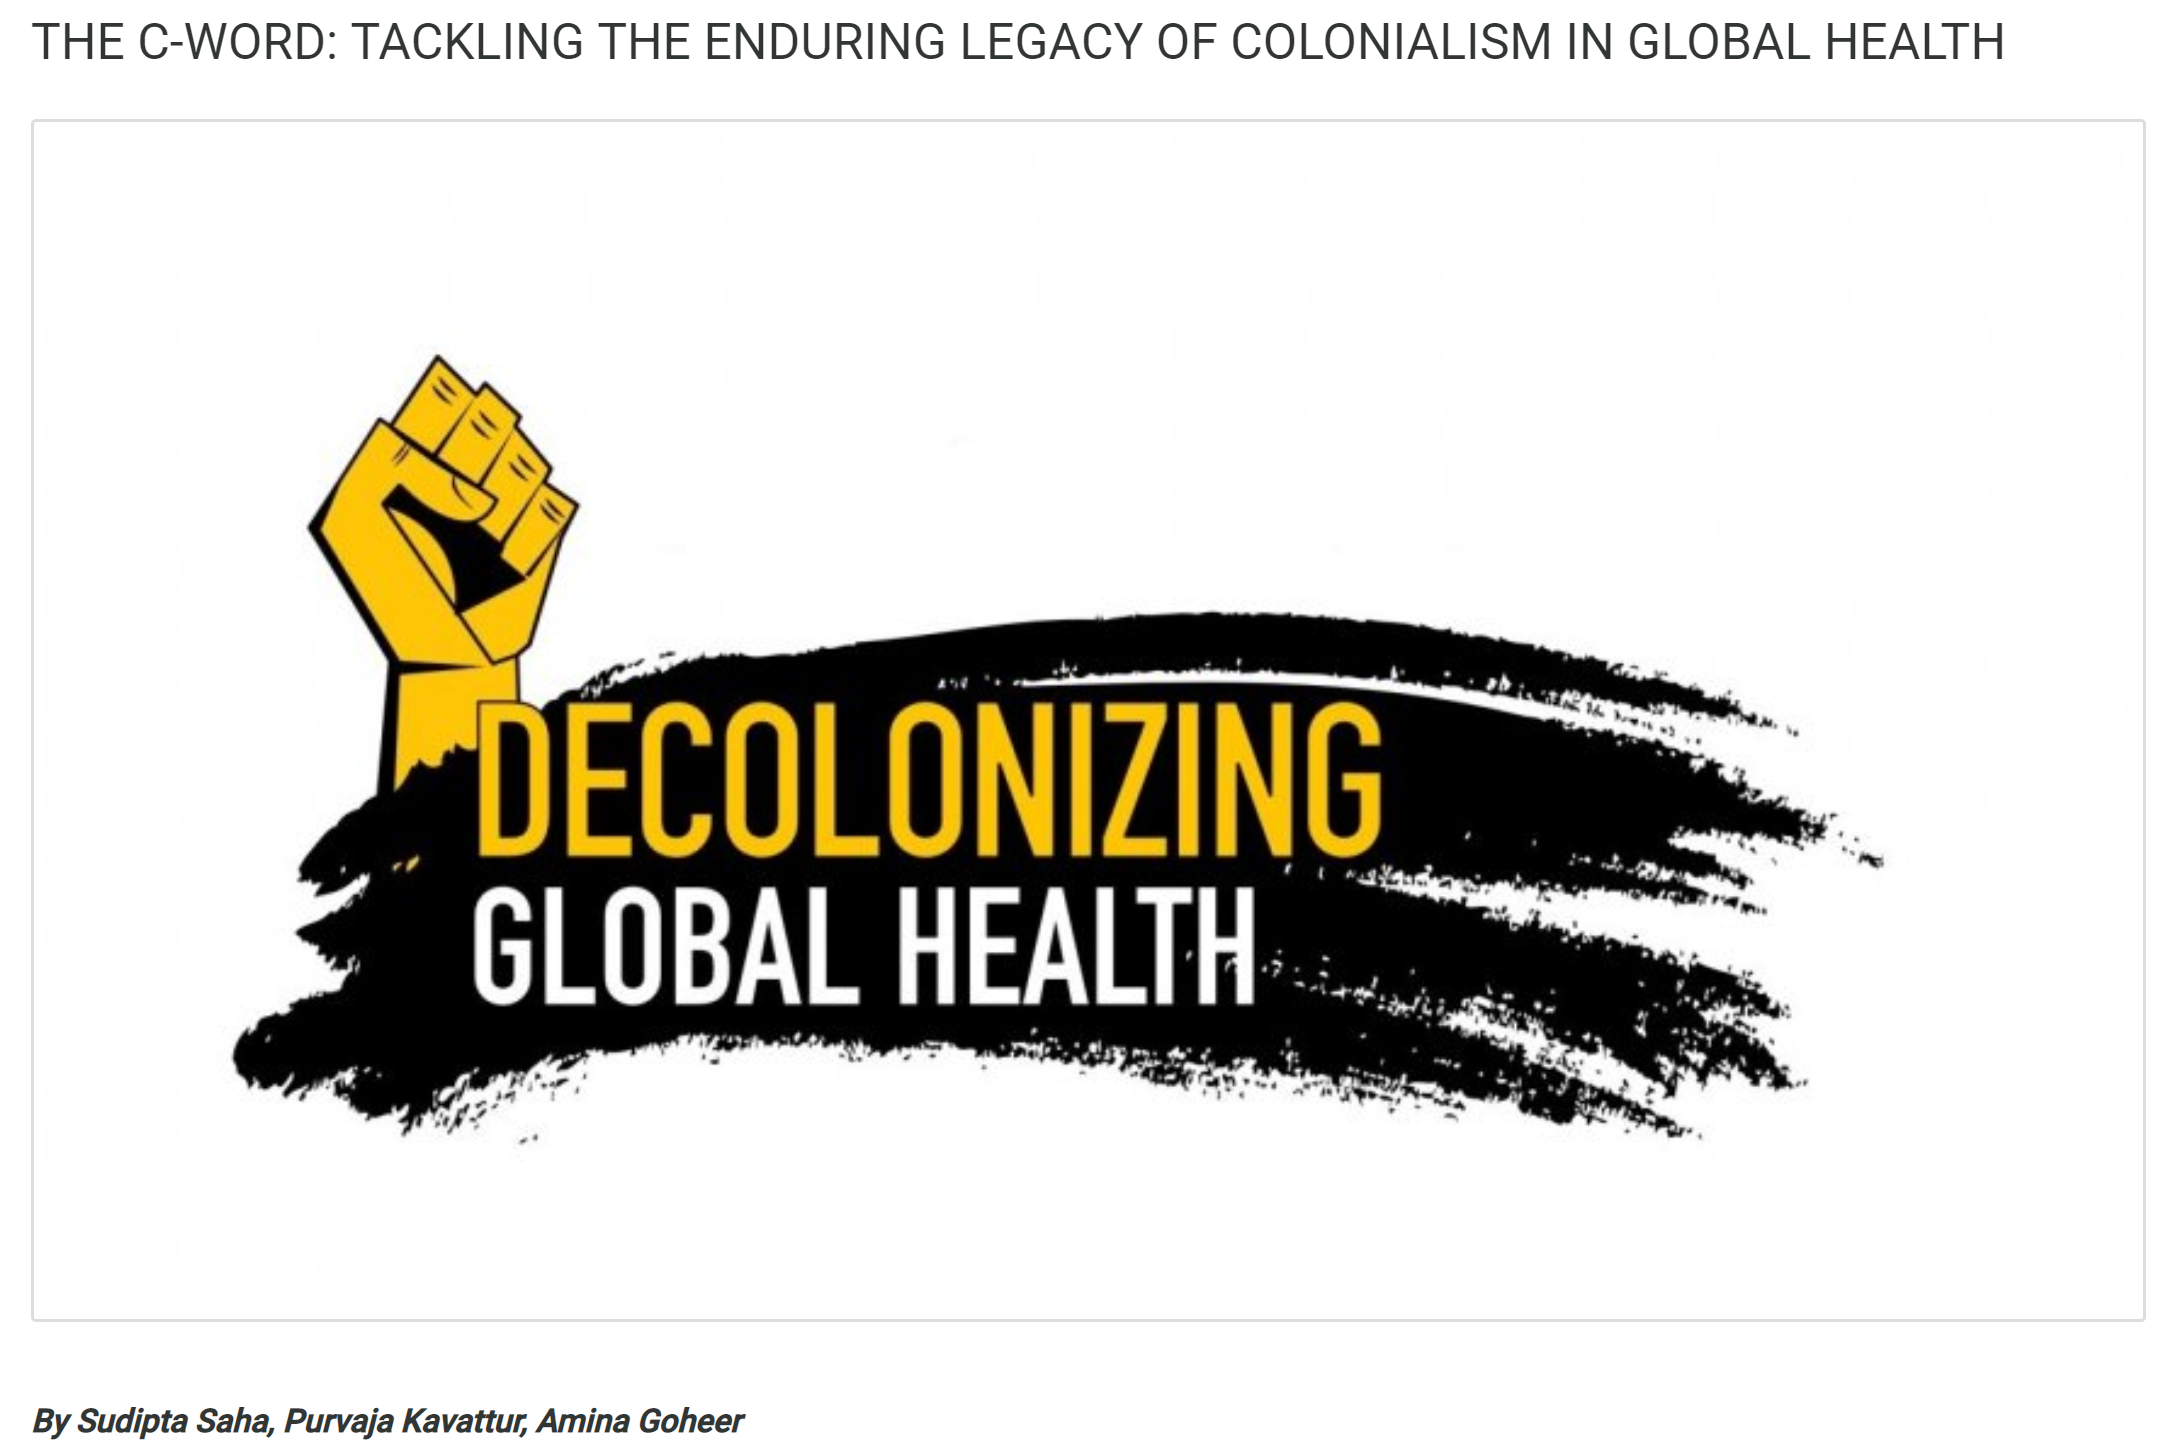 THE C-WORD: TACKLING THE ENDURING LEGACY OF COLONIALISM IN GLOBAL HEALTH
DECOLONIZING
GLOBAL HEALTH
By Sudipta Saha, Purvaja Kavattur, Amina Goheer